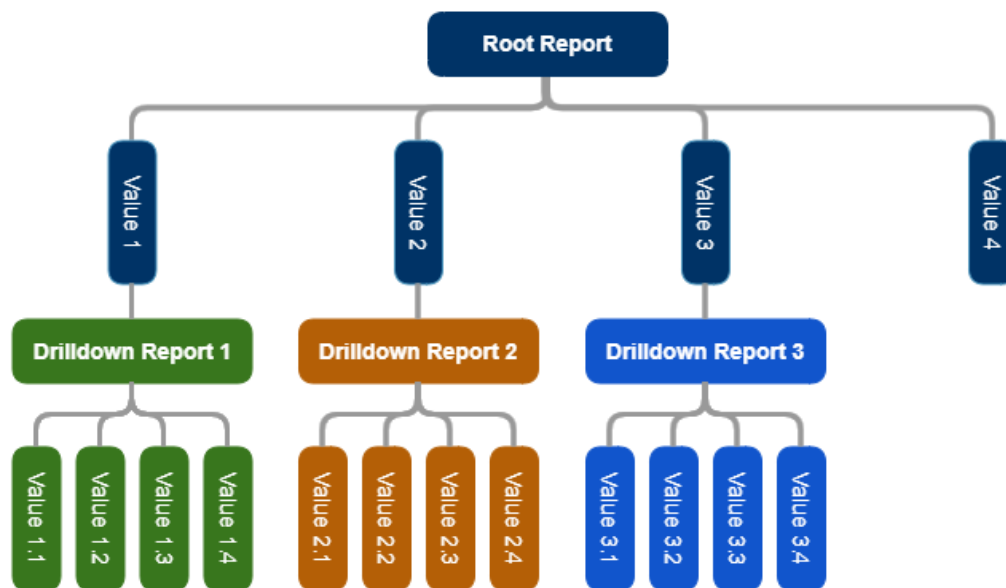 Root Report
Value 1
Value 2
Value 3
Value 4
Drilldown Report 1
Drilldown Report 2
Drilldown Report 3
Value 1.1
Value 1.2
Value 1.3
Value 1.4
Value 2.1
Value 2.2
Value 2.3
Value 2.4
Value 3.1
Value 3.2
Value 3.3
Value 3.4